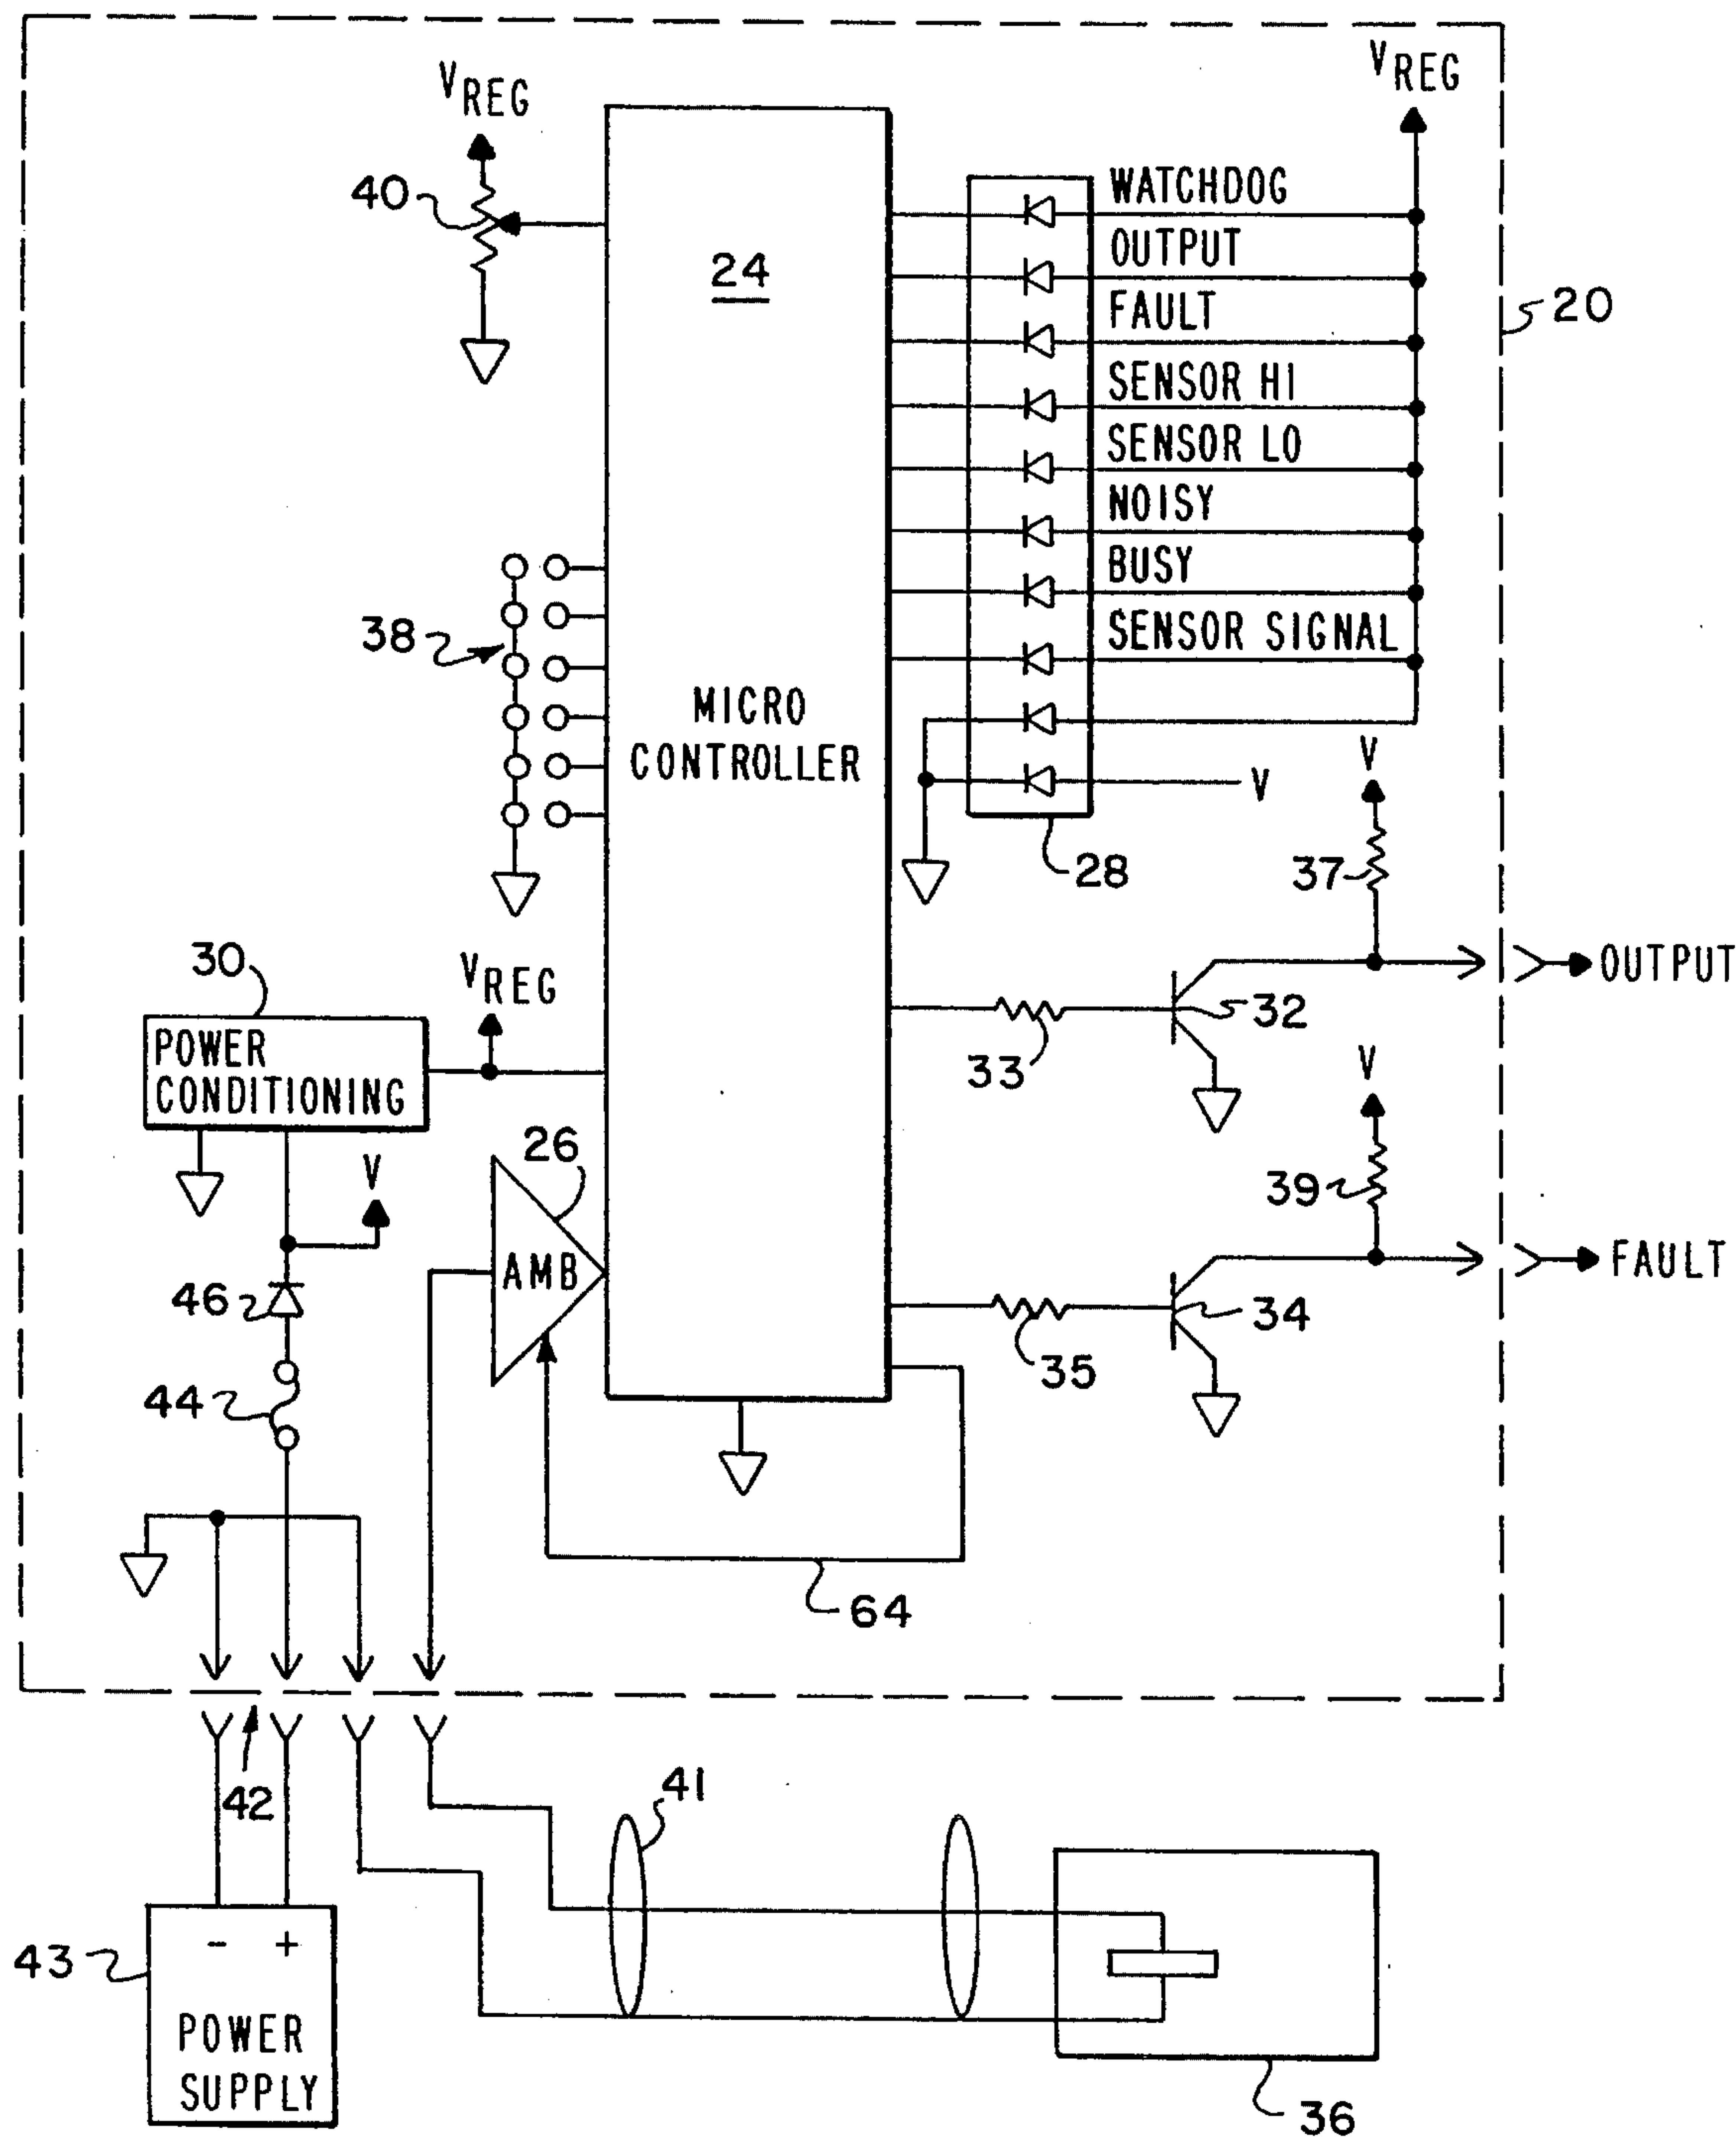 VREG
VREG
40
24
WATCHDOG
OUTPUT
FAULT
SENSOR HI
SENSOR LO
NOISY
BUSY
SENSOR SIGNAL
V
20
38
MICRO
CONTROLLER
28
V
37
OUTPUT
30
VREG
POWER
CONDITIONING
33
32
V
26
V
39
AMB
FAULT
46
34
35
44
64
42
41
43
- +
POWER
SUPPLY
36